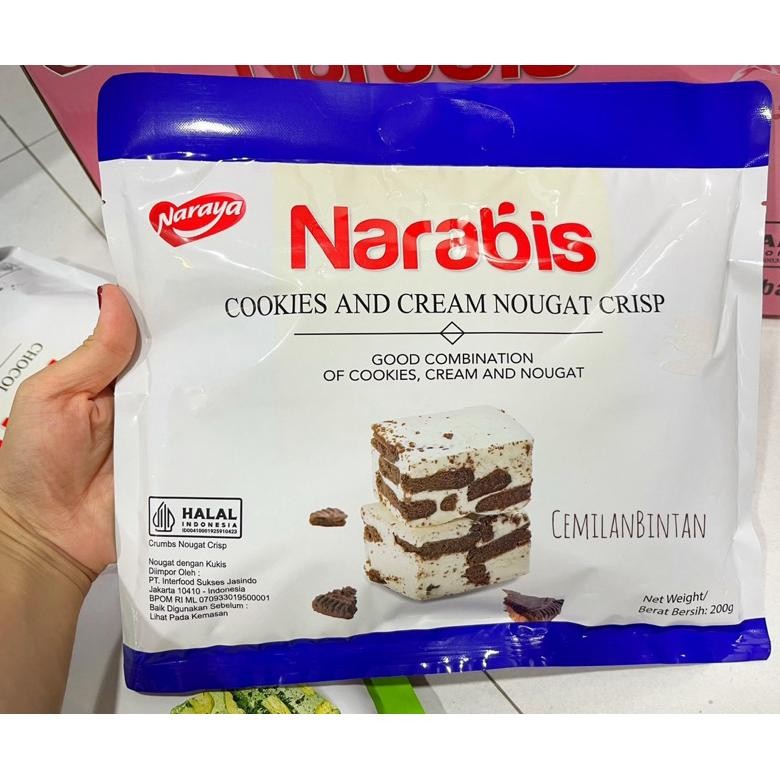 Naraya
Narabis
COOKIES AND CREAM NOUGAT CRISP
GOOD COMBINATION
OF COOKIES, CREAM AND NOUGAT
CHOCOL
CEMILANBINTAN
HALAL
INDONESIA
ID00410001925910423
Crumbs Nougat Crisp
Nougat dengan Kukis
Diimpor Oleh :
PT. Interfood Sukses Jasindo
Jakarta 10410 - Indonesia
BPOM RI ML 070933019500001
Baik Digunakan Sebelum :
Lihat Pada Kemasan
Net Weight/
Berat Bersih: 200g